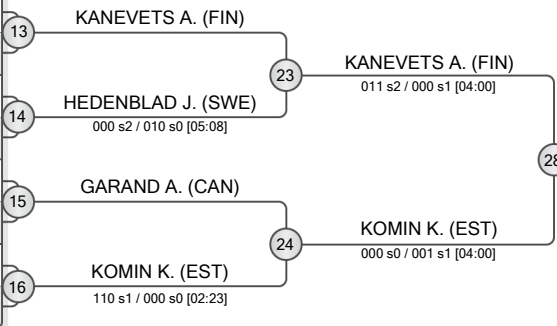 13
KANEVETS A. (FIN)
23
KANEVETS A. (FIN)
011 s2 / 000 s1 [04:00]
14
HEDENBLAD J. (SWE)
000 s2 / 010 s0 [05:08]
28
15
GARAND A. (CAN)
24
KOMIN K. (EST)
000 s0 / 001 s1 [04:00]
16
KOMIN K. (EST)
110 s1 / 000 s0 [02:23]